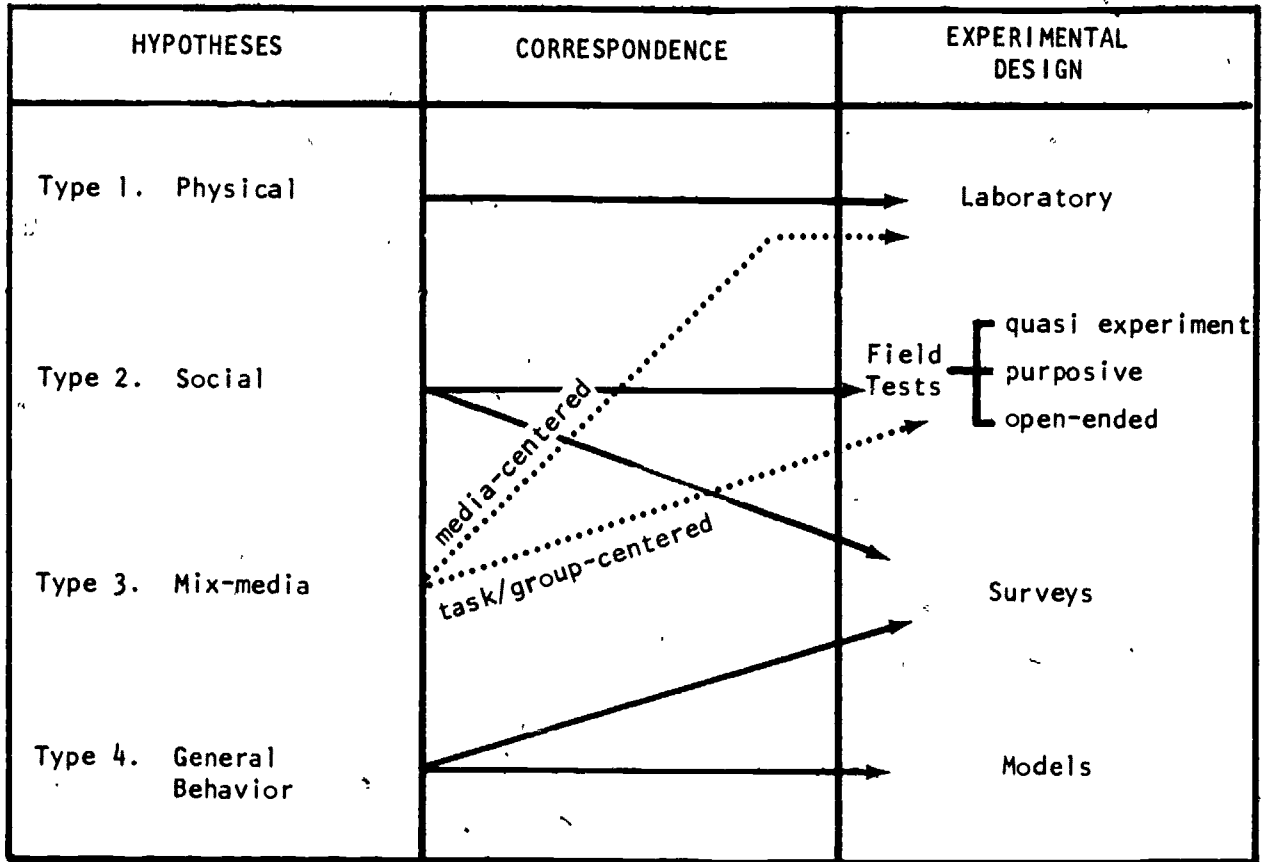 HYPOTHESES
CORRESPONDENCE
EXPERIMENTAL
DESIGN
Type 1. Physical
Laboratory
Type 2. Social
Field
Tests
quasi experiment
purposive
open-ended
media-centered
task/group-centered
Type 3. Mix-media
Surveys
Type 4. General
Behavior
Models